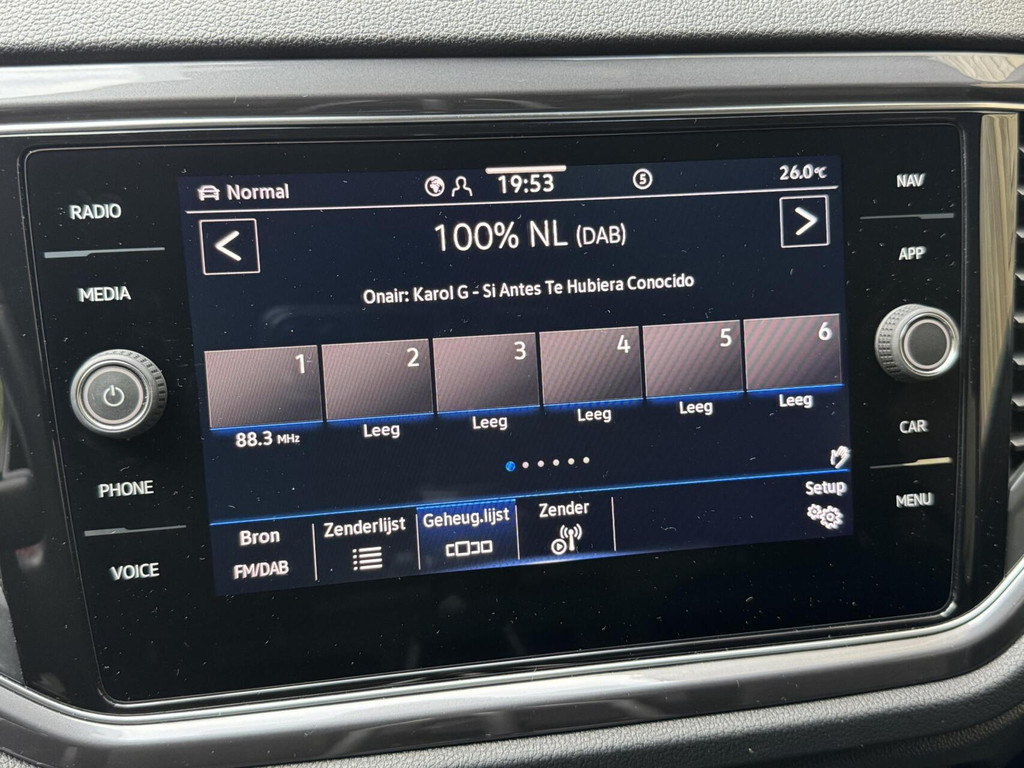 RADIO
MEDIA
PHONE
VOICE
Normal
19:53
5
26.0°C
<
100% NL (DAB)
>
Onair: Karol G - Si Antes Te Hubiera Conocido
1 2 3 4 5 6
88.3 MHz Leeg Leeg Leeg Leeg Leeg
Bron
FM/DAB
Zenderlijst
Geheug.lijst
Zender
Setup
NAV
APP
CAR
MENU